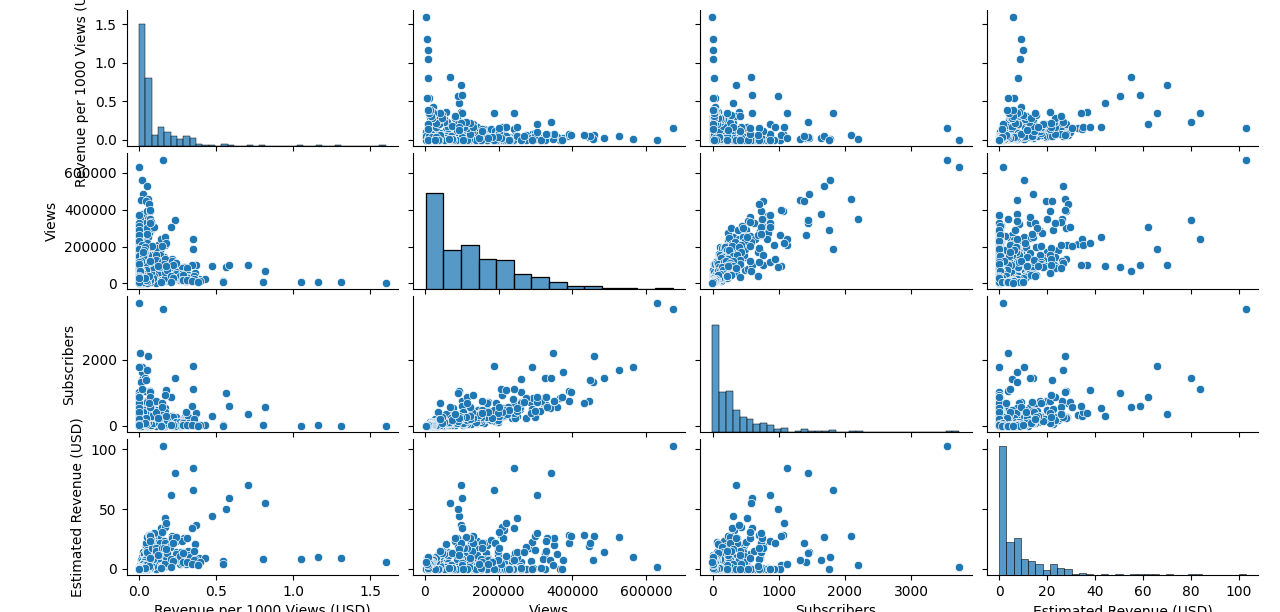 Revenue per 1000 Views (U
1.5
1.0
0.5
0.0
Views
600000
400000
200000
0
Subscribers
2000
0
Estimated Revenue (USD)
100
50
0
0.0 0.5 1.0 1.5
Revenue per 1000 Views (USD)
0 200000 400000 600000
Views
0 1000 2000 3000
Subscribers
0 20 40 60 80 100
Estimated Revenue (USD)